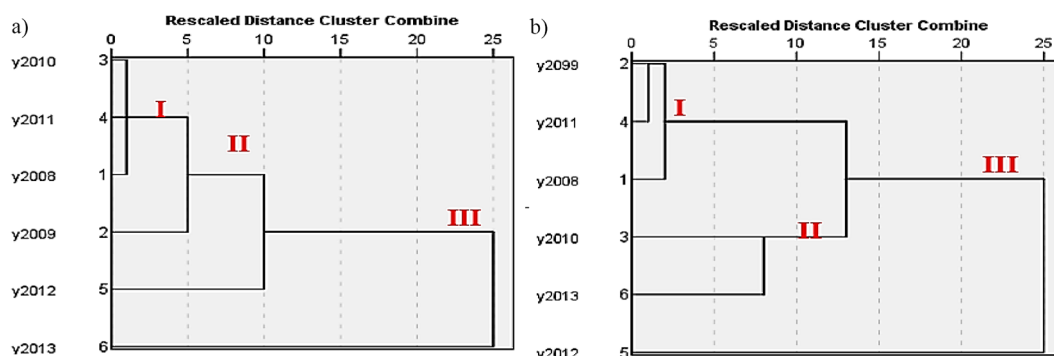 a)
Rescaled Distance Cluster Combine
0 5 10 15 20 25
y2010 3
I
y2011 4
II
y2008 1
III
y2009 2
y2012 5
y2013 6
b)
Rescaled Distance Cluster Combine
0 5 10 15 20 25
y2099 2
I
y2011 4
III
y2008 1
II
y2010 3
y2013 6
y2012 5